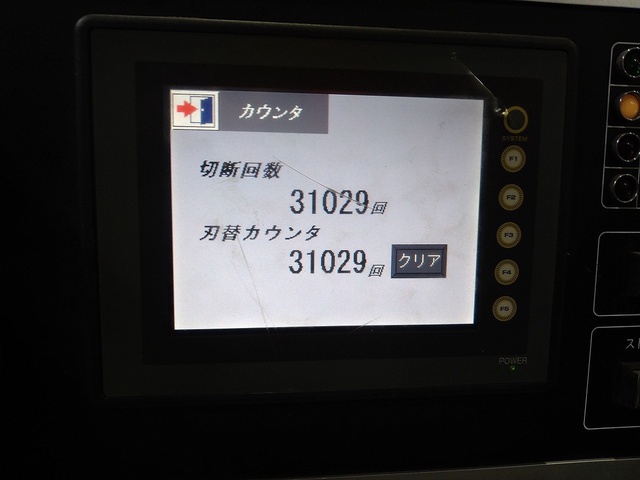 カウンタ
切断回数
31029回
刃替カウンタ
31029回 クリア
SYSTEM
F1
F2
F3
F4
F5
POWER